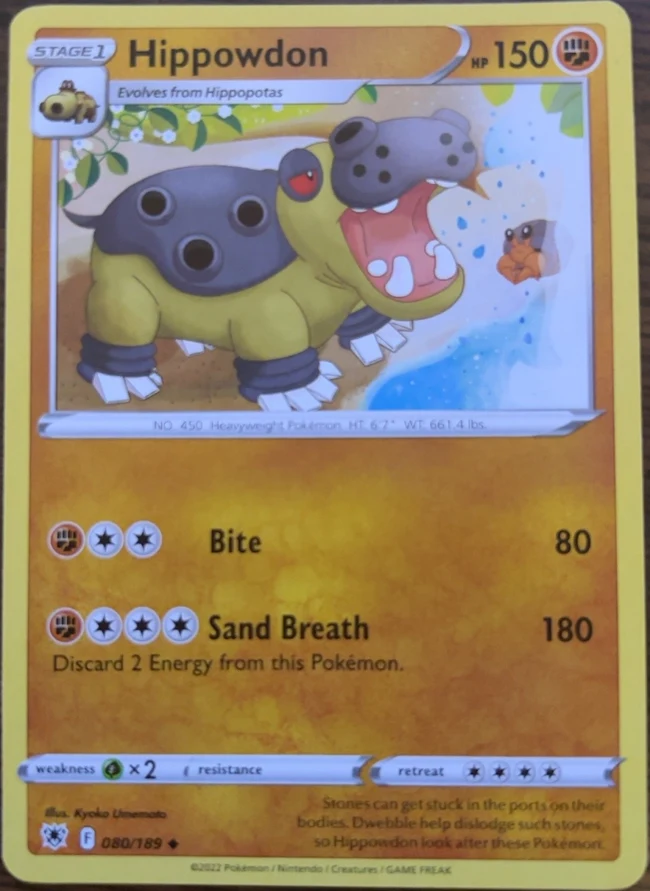 STAGE 1
Hippowdon
HP 150
Evolves from Hippopotas
NO. 450 Heavyweight Pokémon HT: 6'7" WT: 661.4 lbs.
Bite 80
Sand Breath 180
Discard 2 Energy from this Pokémon.
weakness ×2 resistance retreat
Illus. Kyoko Umemoto
Stones can get stuck in the ports on their
bodies. Dwebble help dislodge such stones,
so Hippowdon look after these Pokémon.
F 080/189
©2022 Pokémon / Nintendo / Creatures / GAME FREAK